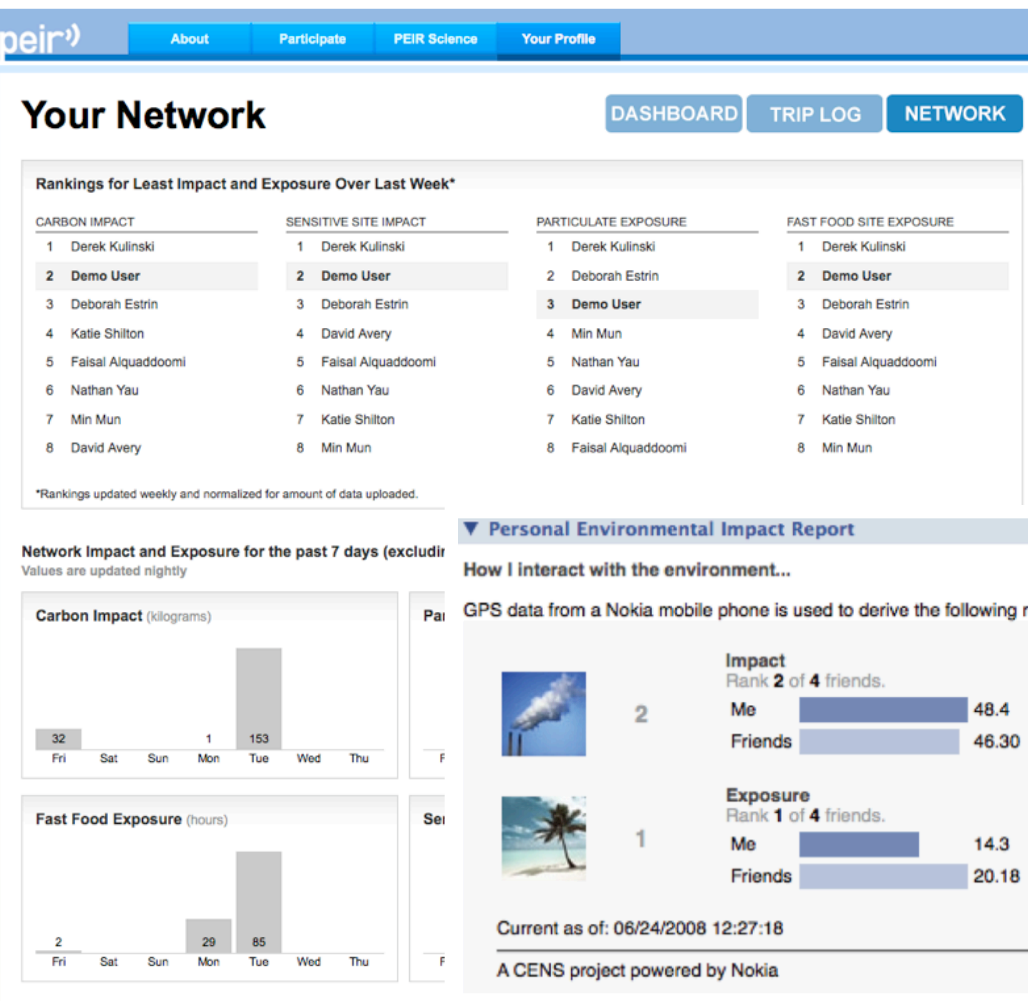 peir
About Participate PEIR Science Your Profile
Your Network
DASHBOARD TRIP LOG NETWORK
Rankings for Least Impact and Exposure Over Last Week*
CARBON IMPACT SENSITIVE SITE IMPACT PARTICULATE EXPOSURE FAST FOOD SITE EXPOSURE
1 Derek Kulinski 1 Derek Kulinski 1 Derek Kulinski 1 Derek Kulinski
2 Demo User 2 Demo User 2 Deborah Estrin 2 Demo User
3 Deborah Estrin 3 Deborah Estrin 3 Demo User 3 Deborah Estrin
4 Katie Shilton 4 David Avery 4 Min Mun 4 David Avery
5 Faisal Alquaddoomi 5 Faisal Alquaddoomi 5 Nathan Yau 5 Faisal Alquaddoomi
6 Nathan Yau 6 Nathan Yau 6 David Avery 6 Nathan Yau
7 Min Mun 7 Katie Shilton 7 Katie Shilton 7 Katie Shilton
8 David Avery 8 Min Mun 8 Faisal Alquaddoomi 8 Min Mun
*Rankings updated weekly and normalized for amount of data uploaded.
Network Impact and Exposure for the past 7 days
Values are updated nightly
Carbon Impact (kilograms)
32 1 153
Fri Sat Sun Mon Tue Wed Thu
Fast Food Exposure (hours)
2 29 85
Fri Sat Sun Mon Tue Wed Thu
▼ Personal Environmental Impact Report
How I interact with the environment...
GPS data from a Nokia mobile phone is used to derive the following
Impact
2 Rank 2 of 4 friends.
Me 48.4
Friends 46.30
Exposure
1 Rank 1 of 4 friends.
Me 14.3
Friends 20.18
Current as of: 06/24/2008 12:27:18
A CENS project powered by Nokia